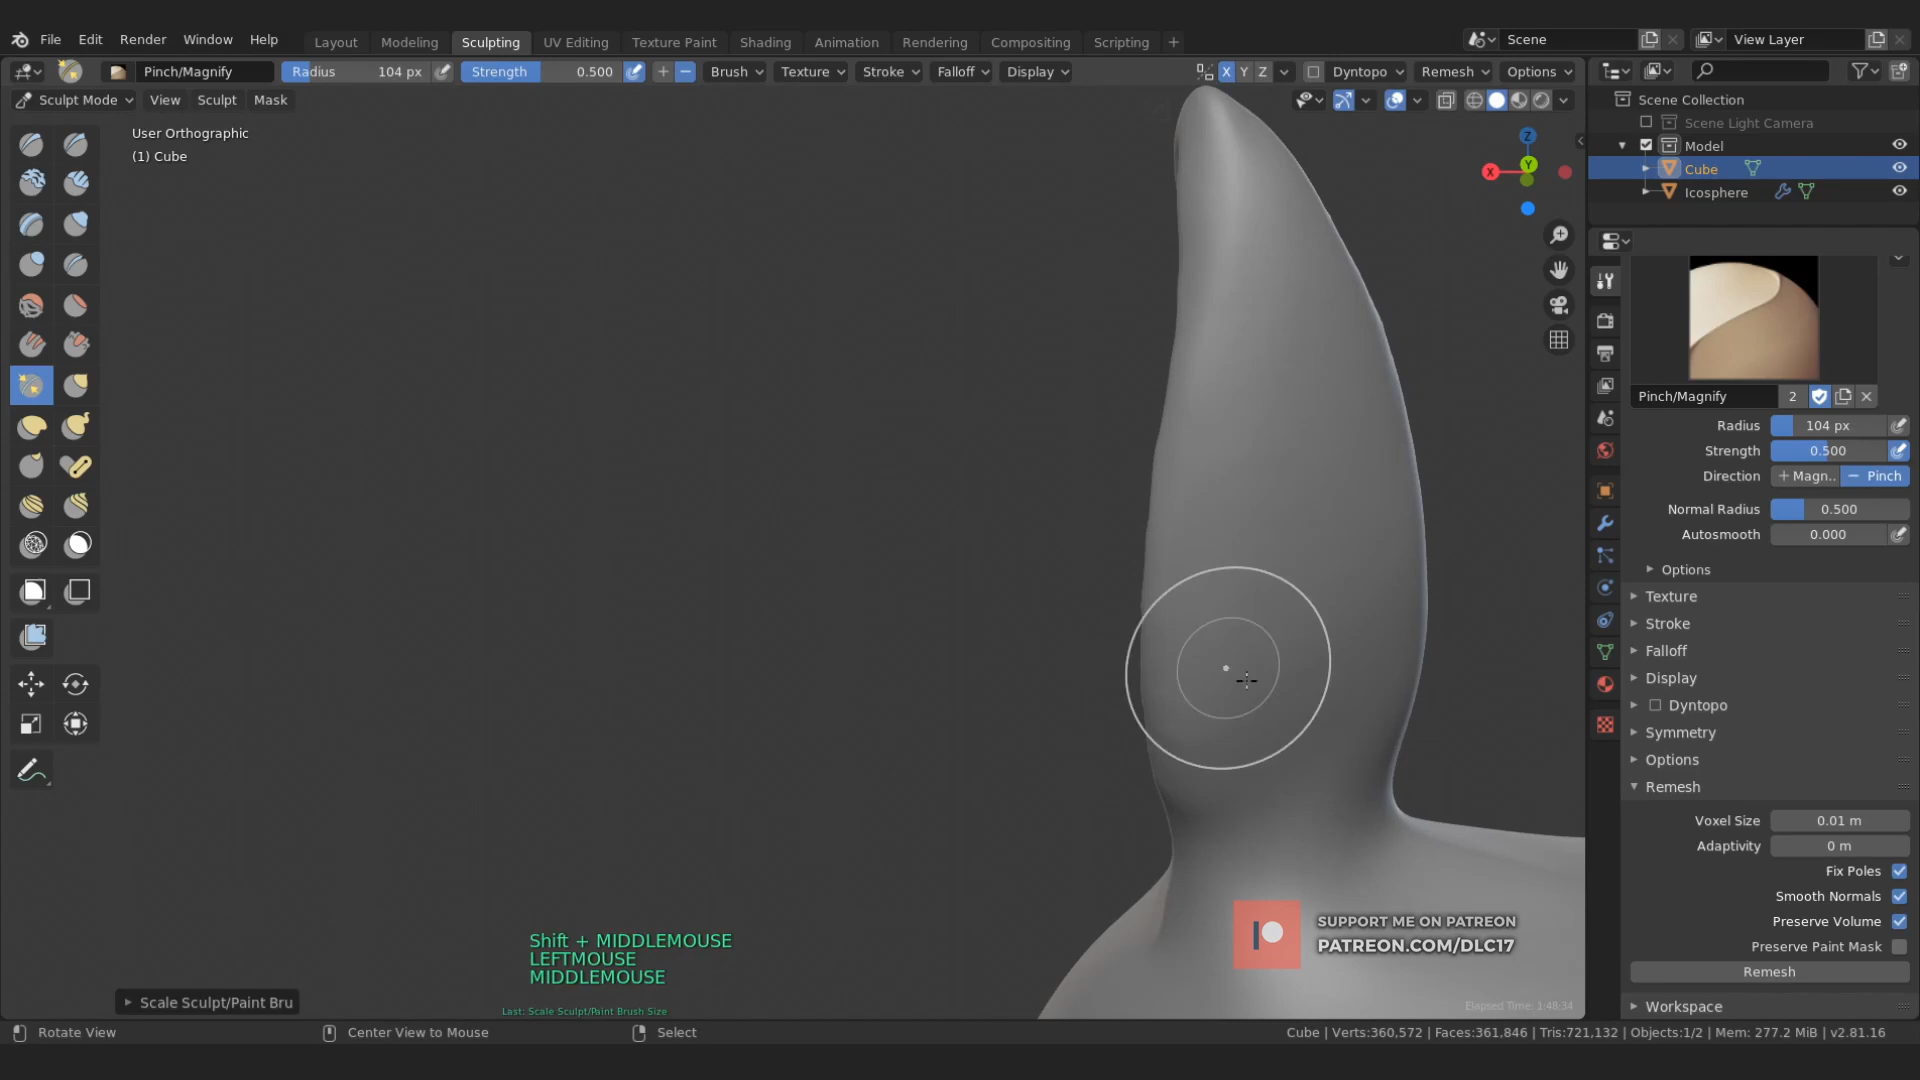 File Edit Render Window Help Layout Modeling Sculpting UV Editing Texture Paint Shading Animation Rendering Compositing Scripting + Scene View Layer
Pinch/Magnify Radius 104 px Strength 0.500 Brush Texture Stroke Falloff Display X Y Z Dyntopo Remesh Options
Sculpt Mode View Sculpt Mask
User Orthographic
(1) Cube
Z
Y
X
Scene Collection
Scene Light Camera
Model
Cube
Icosphere
Pinch/Magnify 2
Radius 104 px
Strength 0.500
Direction + Magn.. − Pinch
Normal Radius 0.500
Autosmooth 0.000
Options
Texture
Stroke
Falloff
Display
Dyntopo
Symmetry
Options
Remesh
Voxel Size 0.01 m
Adaptivity 0 m
Fix Poles
Smooth Normals
Preserve Volume
Preserve Paint Mask
Remesh
Workspace
SUPPORT ME ON PATREON
PATREON.COM/DLC17
Shift + MIDDLEMOUSE
LEFTMOUSE
MIDDLEMOUSE
Scale Sculpt/Paint Bru
Last: Scale Sculpt/Paint Brush Size
Elapsed Time: 1:48:34
Rotate View Center View to Mouse Select Cube | Verts:360,572 | Faces:361,846 | Tris:721,132 | Objects:1/2 | Mem: 277.2 MiB | v2.81.16